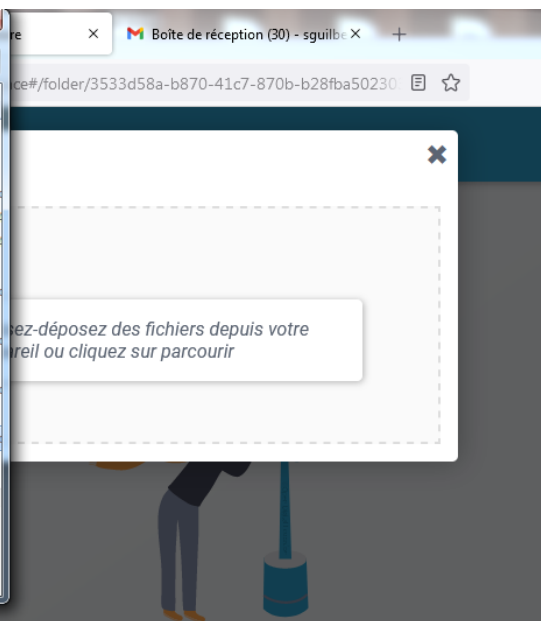 re
Boîte de réception (30) - sguilbe
ce#/folder/3533d58a-b870-41c7-870b-b28fba50230
sez-déposez des fichiers depuis votre
areil ou cliquez sur parcourir